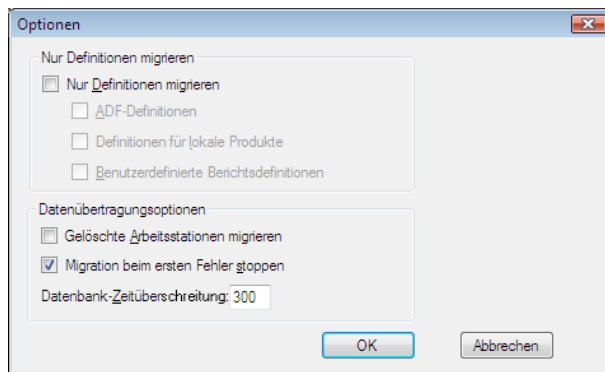 Optionen
Nur Definitionen migrieren
Nur Definitionen migrieren
ADF-Definitionen
Definitionen für lokale Produkte
Benutzerdefinierte Berichtsdefinitionen
Datenübertragungsoptionen
Gelöschte Arbeitsstationen migrieren
Migration beim ersten Fehler stoppen
Datenbank-Zeitüberschreitung: 300
OK Abbrechen